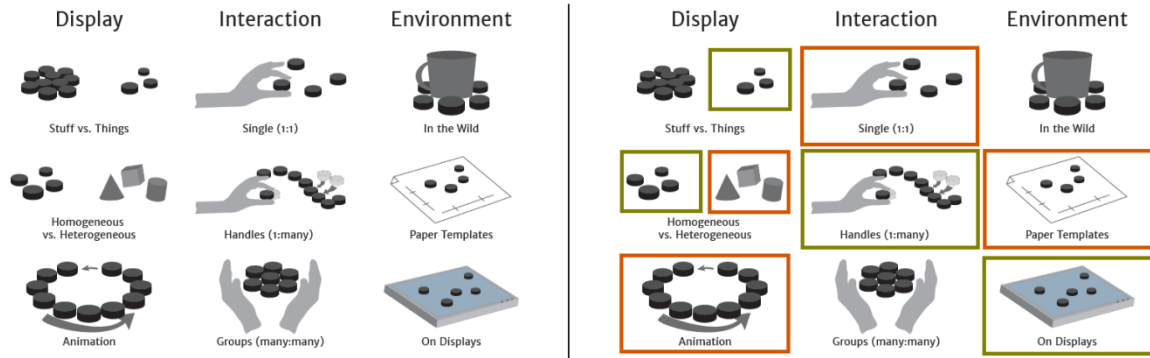 Display Interaction Environment
Stuff vs. Things Single (1:1) In the Wild
Homogeneous
vs. Heterogeneous Handles (1:many) Paper Templates
Animation Groups (many:many) On Displays
Display Interaction Environment
Stuff vs. Things Single (1:1) In the Wild
Homogeneous
vs. Heterogeneous Handles (1:many) Paper Templates
Animation Groups (many:many) On Displays